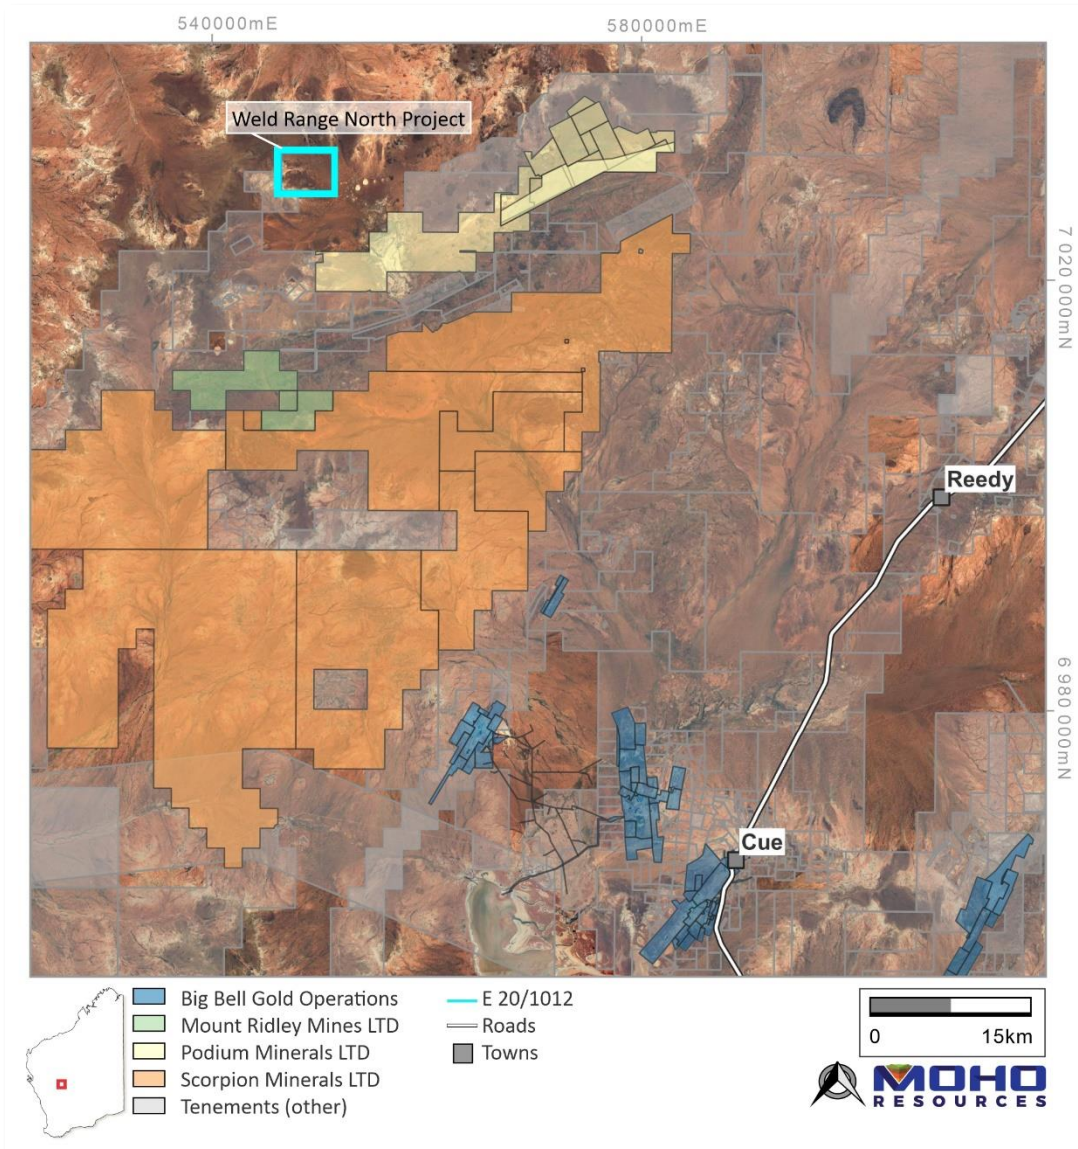 540000mE
580000mE
Weld Range North Project
7 020 000mN
Reedy
6 980 000mN
Cue
Big Bell Gold Operations
Mount Ridley Mines LTD
Podium Minerals LTD
Scorpion Minerals LTD
Tenements (other)
E 20/1012
Roads
Towns
0 15km
MOHO
RESOURCES